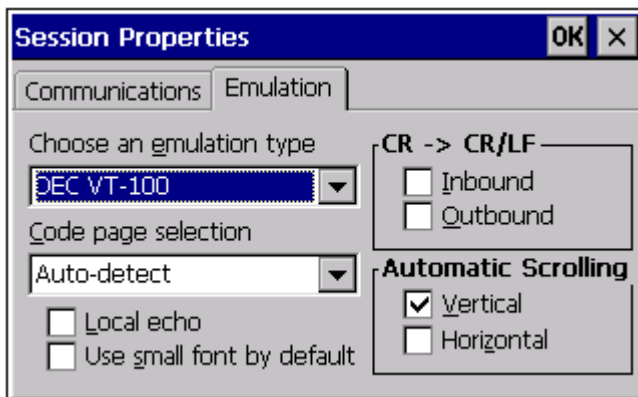 Session Properties OK ×
Communications Emulation
Choose an emulation type
DEC VT-100
Code page selection
Auto-detect
Local echo
Use small font by default
CR -> CR/LF
Inbound
Outbound
Automatic Scrolling
Vertical
Horizontal